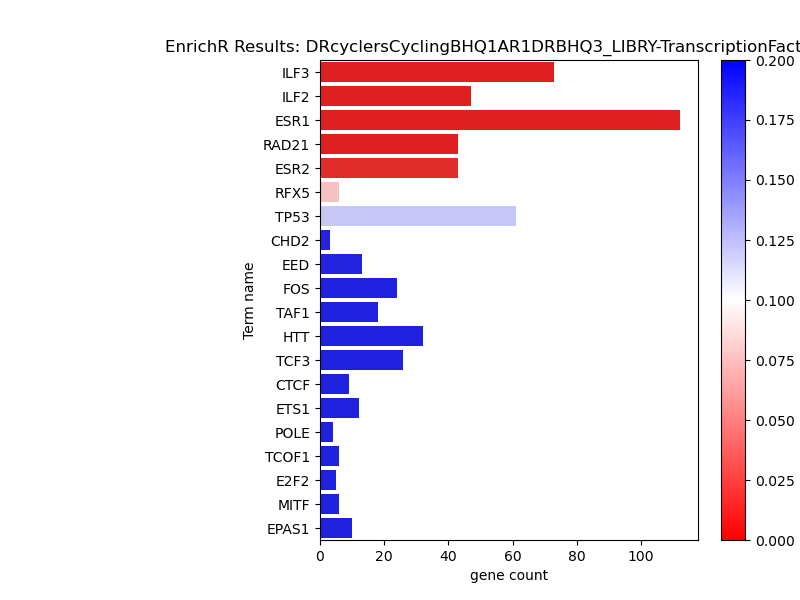 EnrichR Results: DRcyclersCyclingBHQ1AR1DRBHQ3_LIBRY-TranscriptionFact
ILF3
ILF2
ESR1
RAD21
ESR2
RFX5
TP53
CHD2
EED
FOS
TAF1
HTT
TCF3
CTCF
ETS1
POLE
TCOF1
E2F2
MITF
EPAS1
Term name
0 20 40 60 80 100
gene count
0.200
0.175
0.150
0.125
0.100
0.075
0.050
0.025
0.000